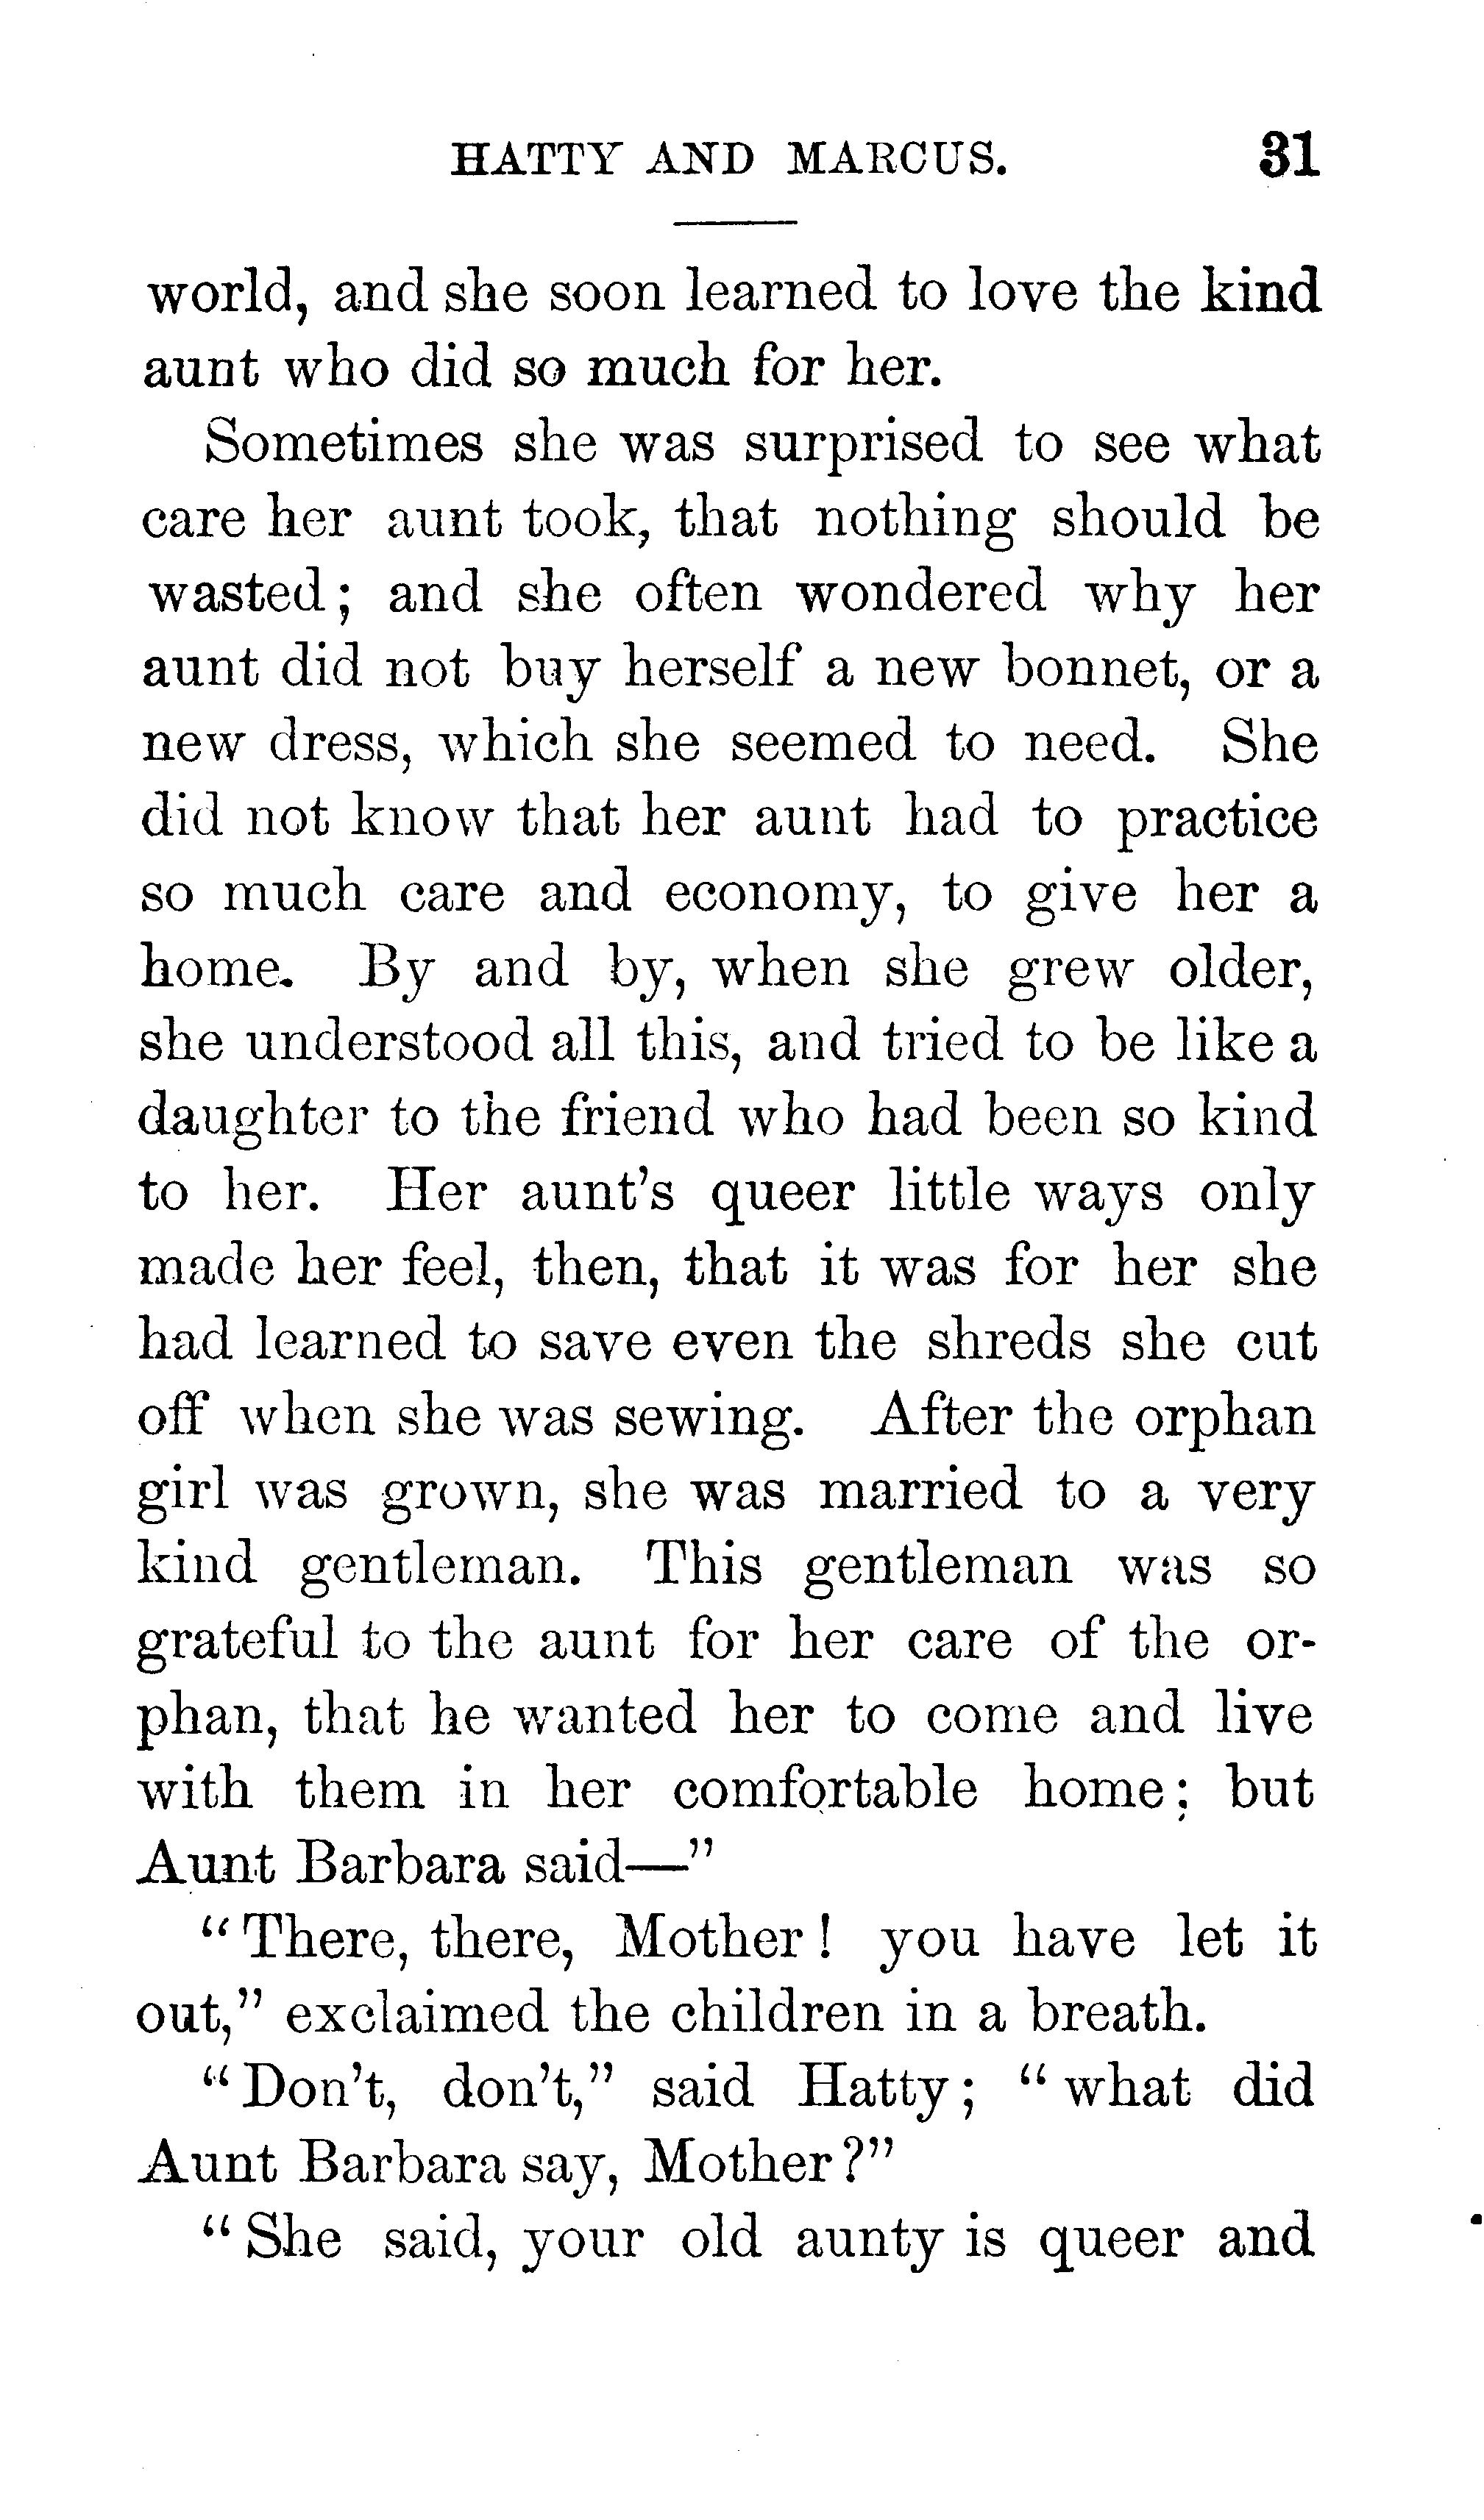 HATTY AND MARCUS. 31
world, and she soon learned to love the kind
aunt who did so much for her.
Sometimes she was surprised to see what
care her aunt took, that nothing should be
wasted; and she often wondered why her
aunt did not buy herself a new bonnet, or a
new dress, which she seemed to need. She
did not know that her aunt had to practice
so much care and economy, to give her a
home. By and by, when she grew older,
she understood all this, and tried to be like a
daughter to the friend who had been so kind
to her. Her aunt's queer little ways only
made her feel, then, that it was for her she
had learned to save even the shreds she cut
off when she was sewing. After the orphan
girl was grown, she was married to a very
kind gentleman. This gentleman was so
grateful to the aunt for her care of the or-
phan, that he wanted her to come and live
with them in her comfortable home; but
Aunt Barbara said—"
"There, there, Mother! you have let it
out," exclaimed the children in a breath.
"Don't, don't," said Hatty; "what did
Aunt Barbara say, Mother?"
"She said, your old aunty is queer and